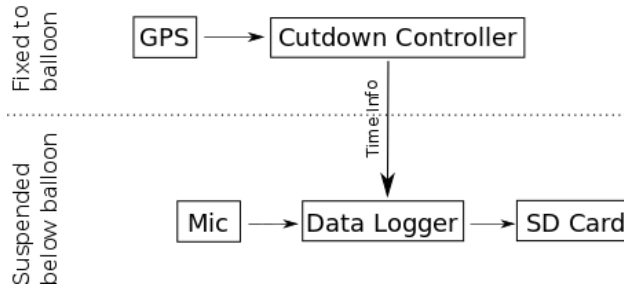 Fixed to
balloon
GPS
Cutdown Controller
Time Info
Suspended
below balloon
Mic
Data Logger
SD Card